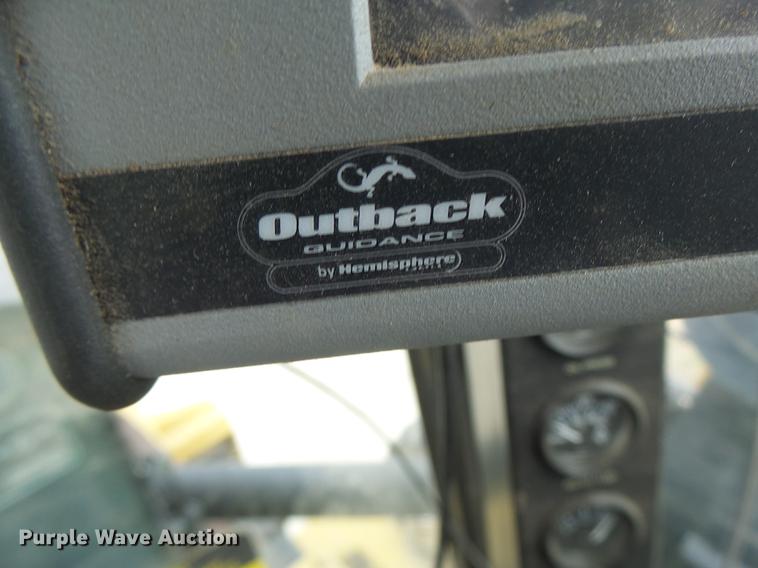 Outback
GUIDANCE
by Hemisphere
Purple Wave Auction